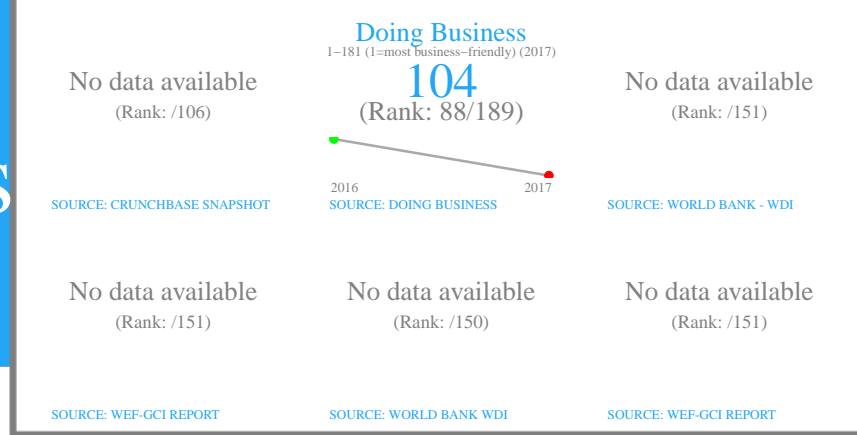 Doing Business
1−181 (1=most business−friendly) (2017)
No data available
(Rank: /106)
104
(Rank: 88/189)
No data available
(Rank: /151)
2016
2017
SOURCE: CRUNCHBASE SNAPSHOT
SOURCE: DOING BUSINESS
SOURCE: WORLD BANK - WDI
No data available
(Rank: /151)
No data available
(Rank: /150)
No data available
(Rank: /151)
SOURCE: WEF-GCI REPORT
SOURCE: WORLD BANK WDI
SOURCE: WEF-GCI REPORT